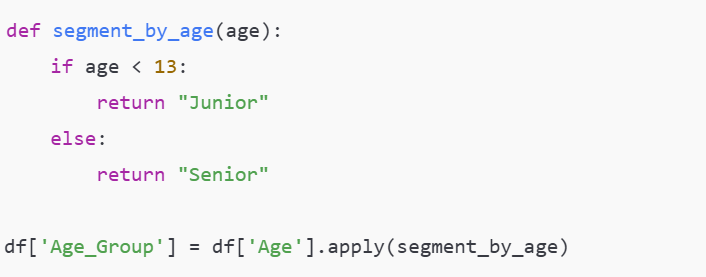 def segment_by_age(age):
    if age < 13:
        return "Junior"
    else:
        return "Senior"
df['Age_Group'] = df['Age'].apply(segment_by_age)